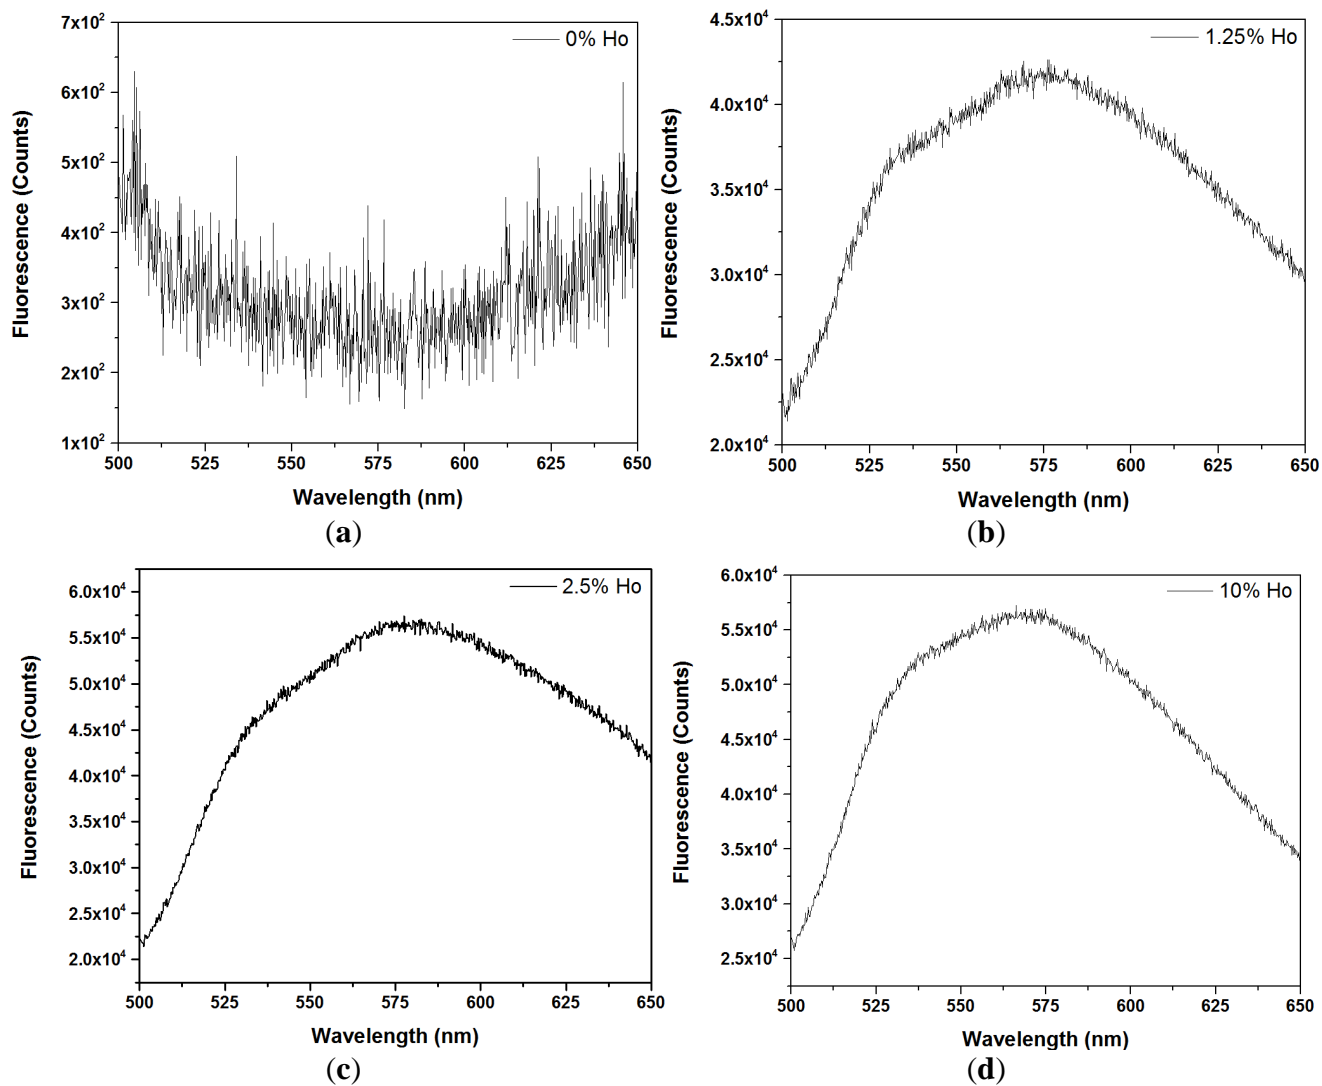 7x10²
6x10²
5x10²
4x10²
3x10²
2x10²
1x10²
Fluorescence (Counts)
0% Ho
500 525 550 575 600 625 650
Wavelength (nm)
(a)
4.5x10⁴
4.0x10⁴
3.5x10⁴
3.0x10⁴
2.5x10⁴
2.0x10⁴
Fluorescence (Counts)
1.25% Ho
500 525 550 575 600 625 650
Wavelength (nm)
(b)
6.0x10⁴
5.5x10⁴
5.0x10⁴
4.5x10⁴
4.0x10⁴
3.5x10⁴
3.0x10⁴
2.5x10⁴
2.0x10⁴
Fluorescence (Counts)
2.5% Ho
500 525 550 575 600 625 650
Wavelength (nm)
(c)
6.0x10⁴
5.5x10⁴
5.0x10⁴
4.5x10⁴
4.0x10⁴
3.5x10⁴
3.0x10⁴
2.5x10⁴
Fluorescence (Counts)
10% Ho
500 525 550 575 600 625 650
Wavelength (nm)
(d)